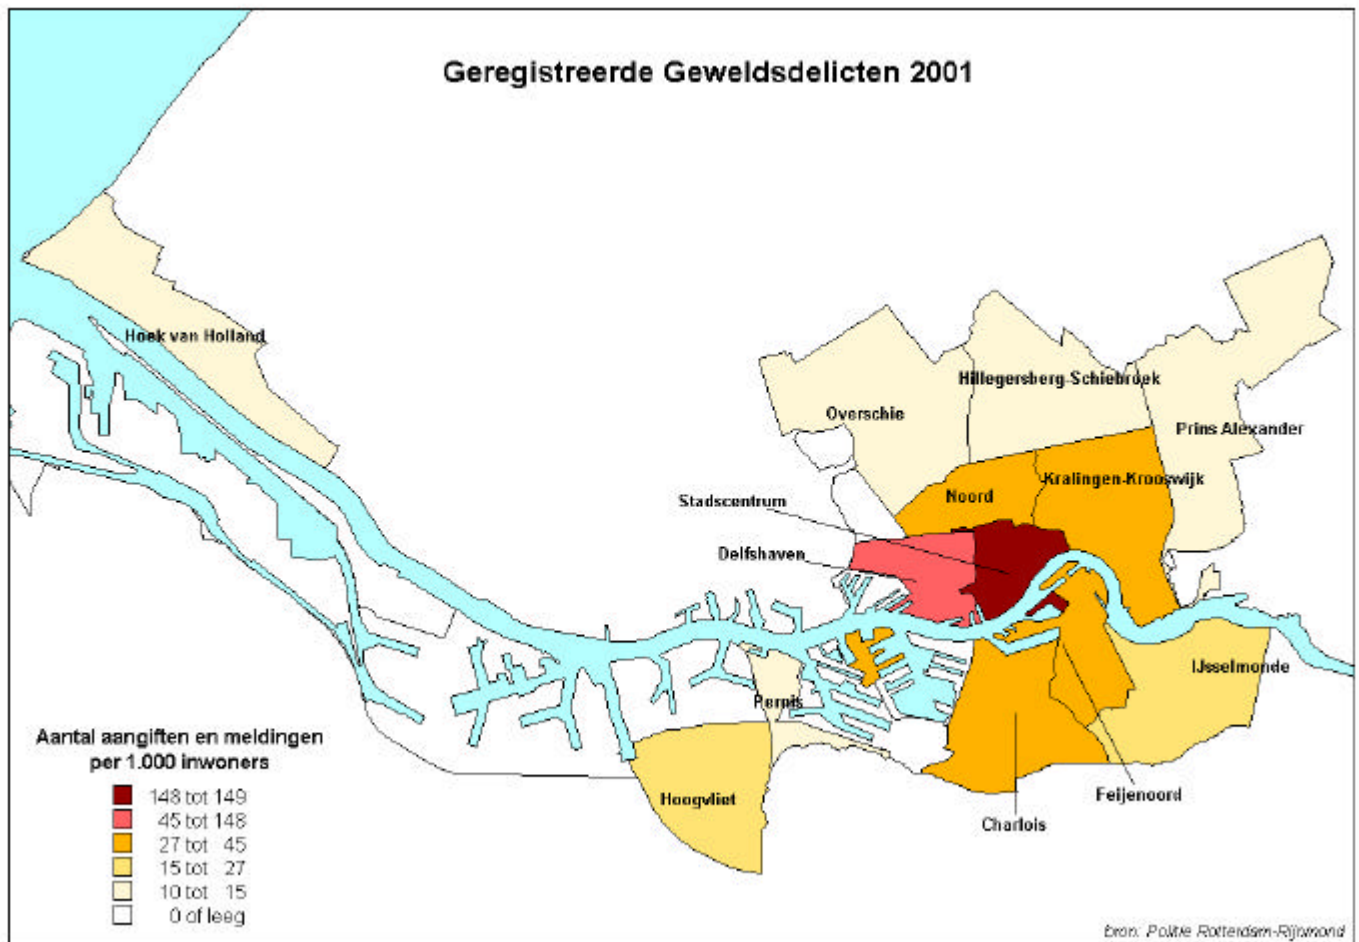 Geregistreerde Geweldsdelicten 2001
Hoek van Holland
Hillegersberg-Schiebroek
Overschie
Prins Alexander
Kralingen-Krooswijk
Noord
Stadscentrum
Delfshaven
IJsselmonde
Pernis
Hoogvliet
Feijenoord
Charlois
Aantal aangiften en meldingen
per 1.000 inwoners
148 tot 149
45 tot 148
27 tot 45
15 tot 27
10 tot 15
0 of leeg
bron: Politie Rotterdam-Rijnmond